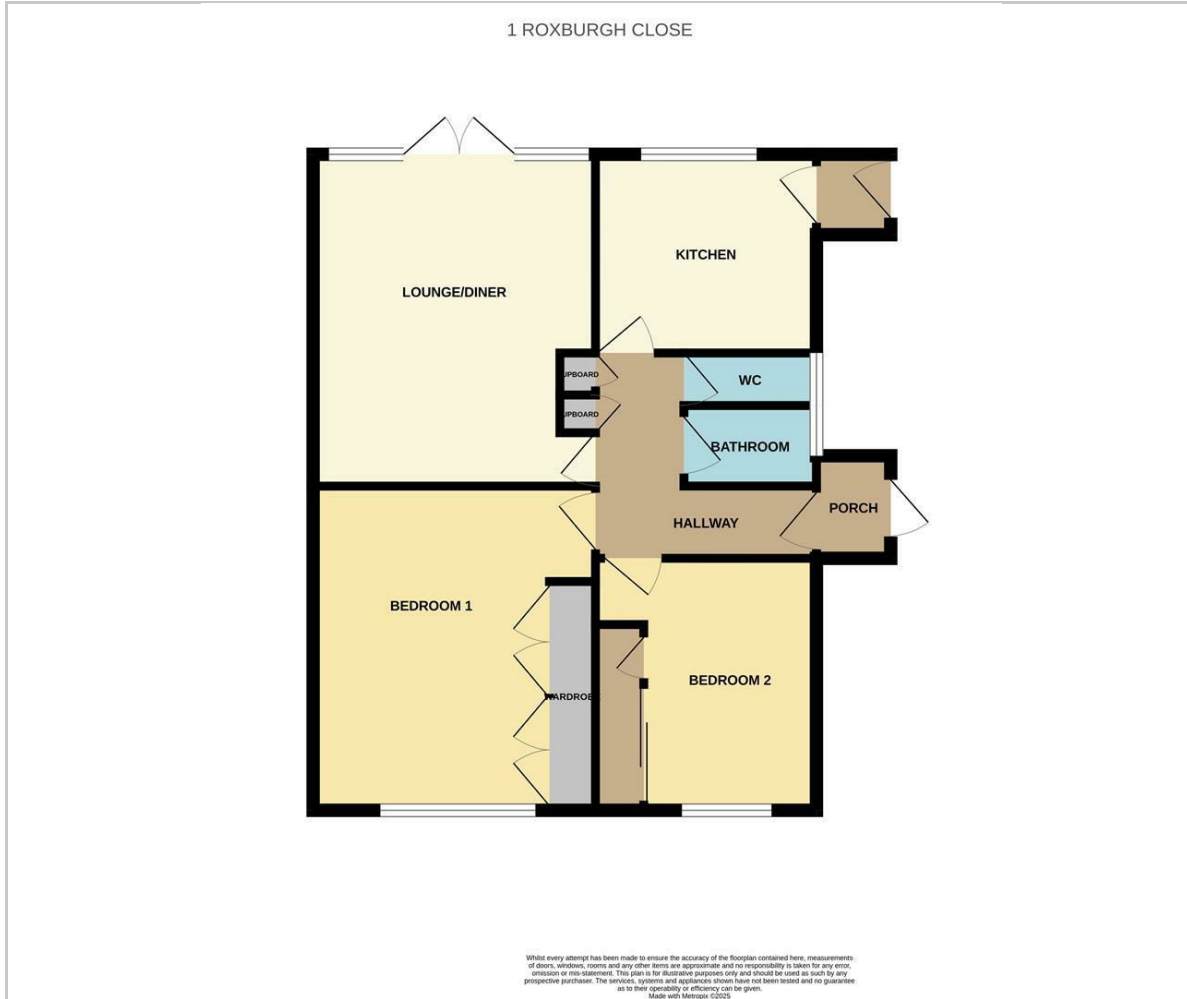 1 ROXBURGH CLOSE
KITCHEN
LOUNGE/DINER
UPBOARD
WC
UPBOARD
BATHROOM
PORCH
HALLWAY
BEDROOM 1
BEDROOM 2
WARDROB
Whilst every attempt has been made to ensure the accuracy of the floorplan contained here, measurements
of doors, windows, rooms and any other items are approximate and no responsibility is taken for any error,
omission or mis-statement. This plan is for illustrative purposes only and should be used as such by any
prospective purchaser. The services, systems and appliances shown have not been tested and no guarantee
as to their operability or efficiency can be given.
Made with Metropix ©2025